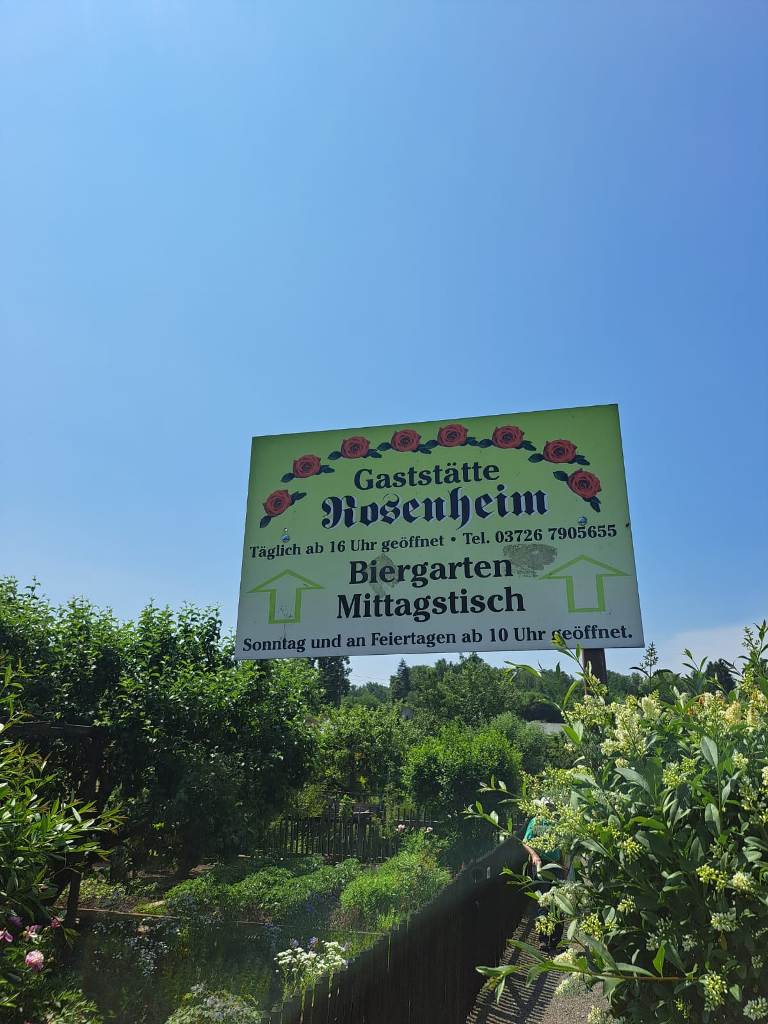 Gaststätte
Rosenheim
Täglich ab 16 Uhr geöffnet • Tel. 03726 7905655
Biergarten
Mittagstisch
Sonntag und an Feiertagen ab 10 Uhr geöffnet.